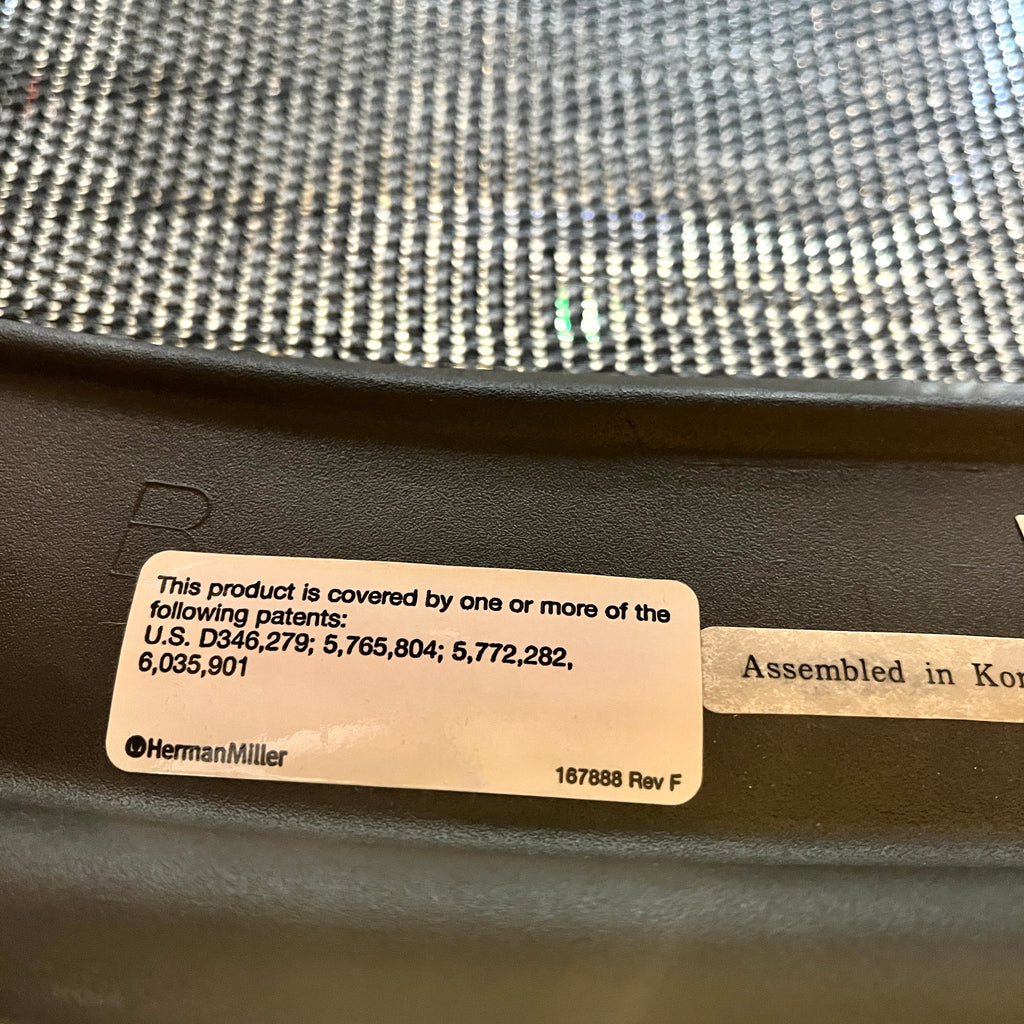 B
This product is covered by one or more of the
following patents:
U.S. D346,279; 5,765,804; 5,772,282,
6,035,901
HermanMiller
167888 Rev F
Assembled in Kor